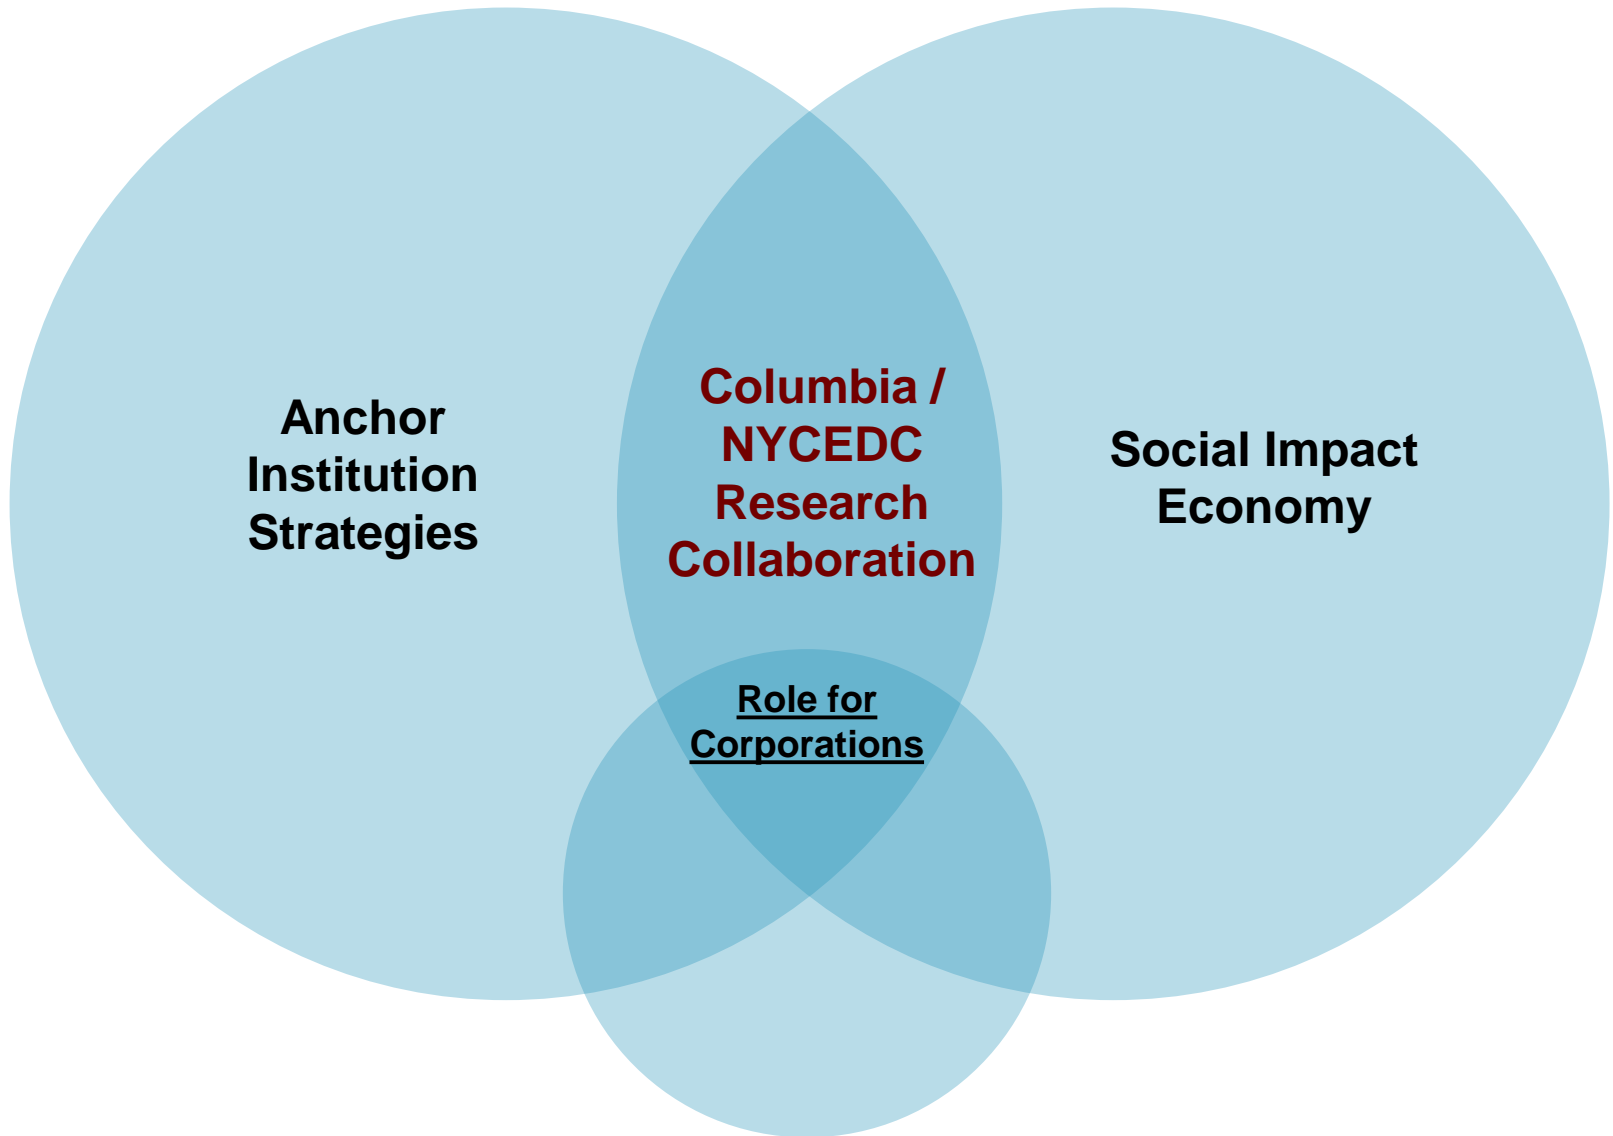 Anchor
Institution
Strategies
Columbia /
NYCEDC
Research
Collaboration
Social Impact
Economy
Role for
Corporations